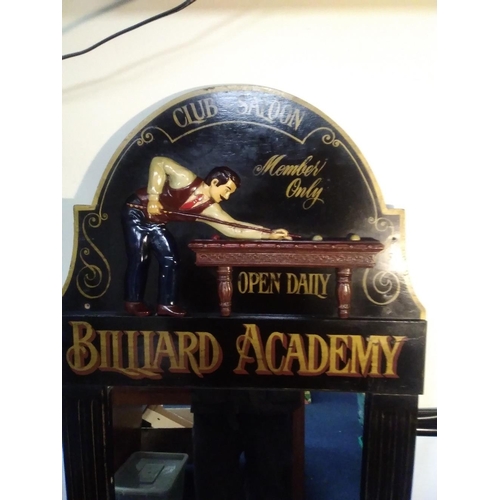 CLUB SALOON
Member
Only
OPEN DAILY
BILLIARD ACADEMY